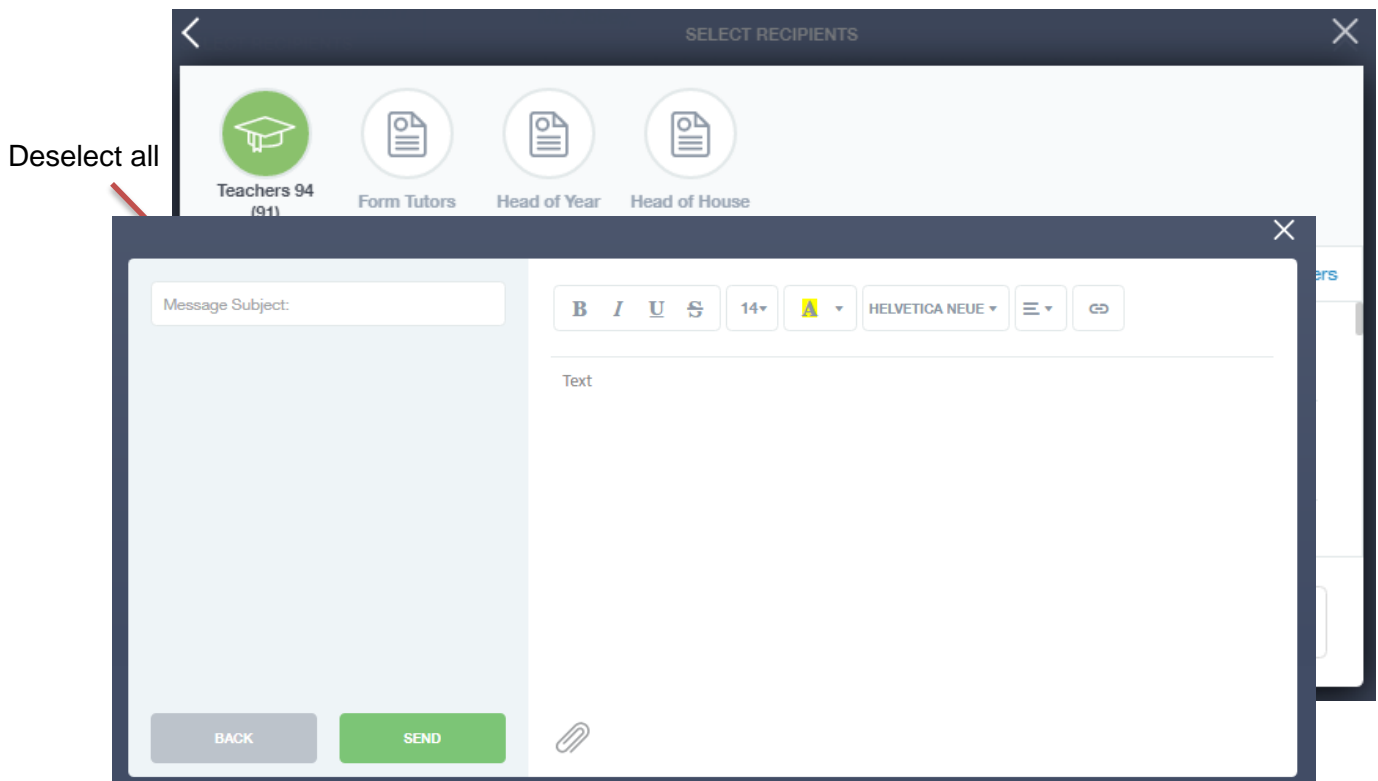 SELECT RECIPIENTS
Deselect all
Teachers 94
(91)
Form Tutors
Head of Year
Head of House
Message Subject:
B I U S 14 A HELVETICA NEUE
Text
BACK
SEND